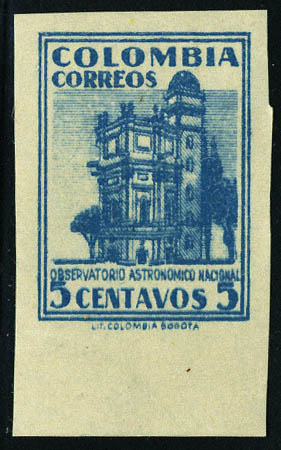 COLOMBIA
CORREOS
OBSERVATORIO ASTRONOMICO NACIONAL
5 CENTAVOS 5
LIT. COLOMBIA BOGOTA